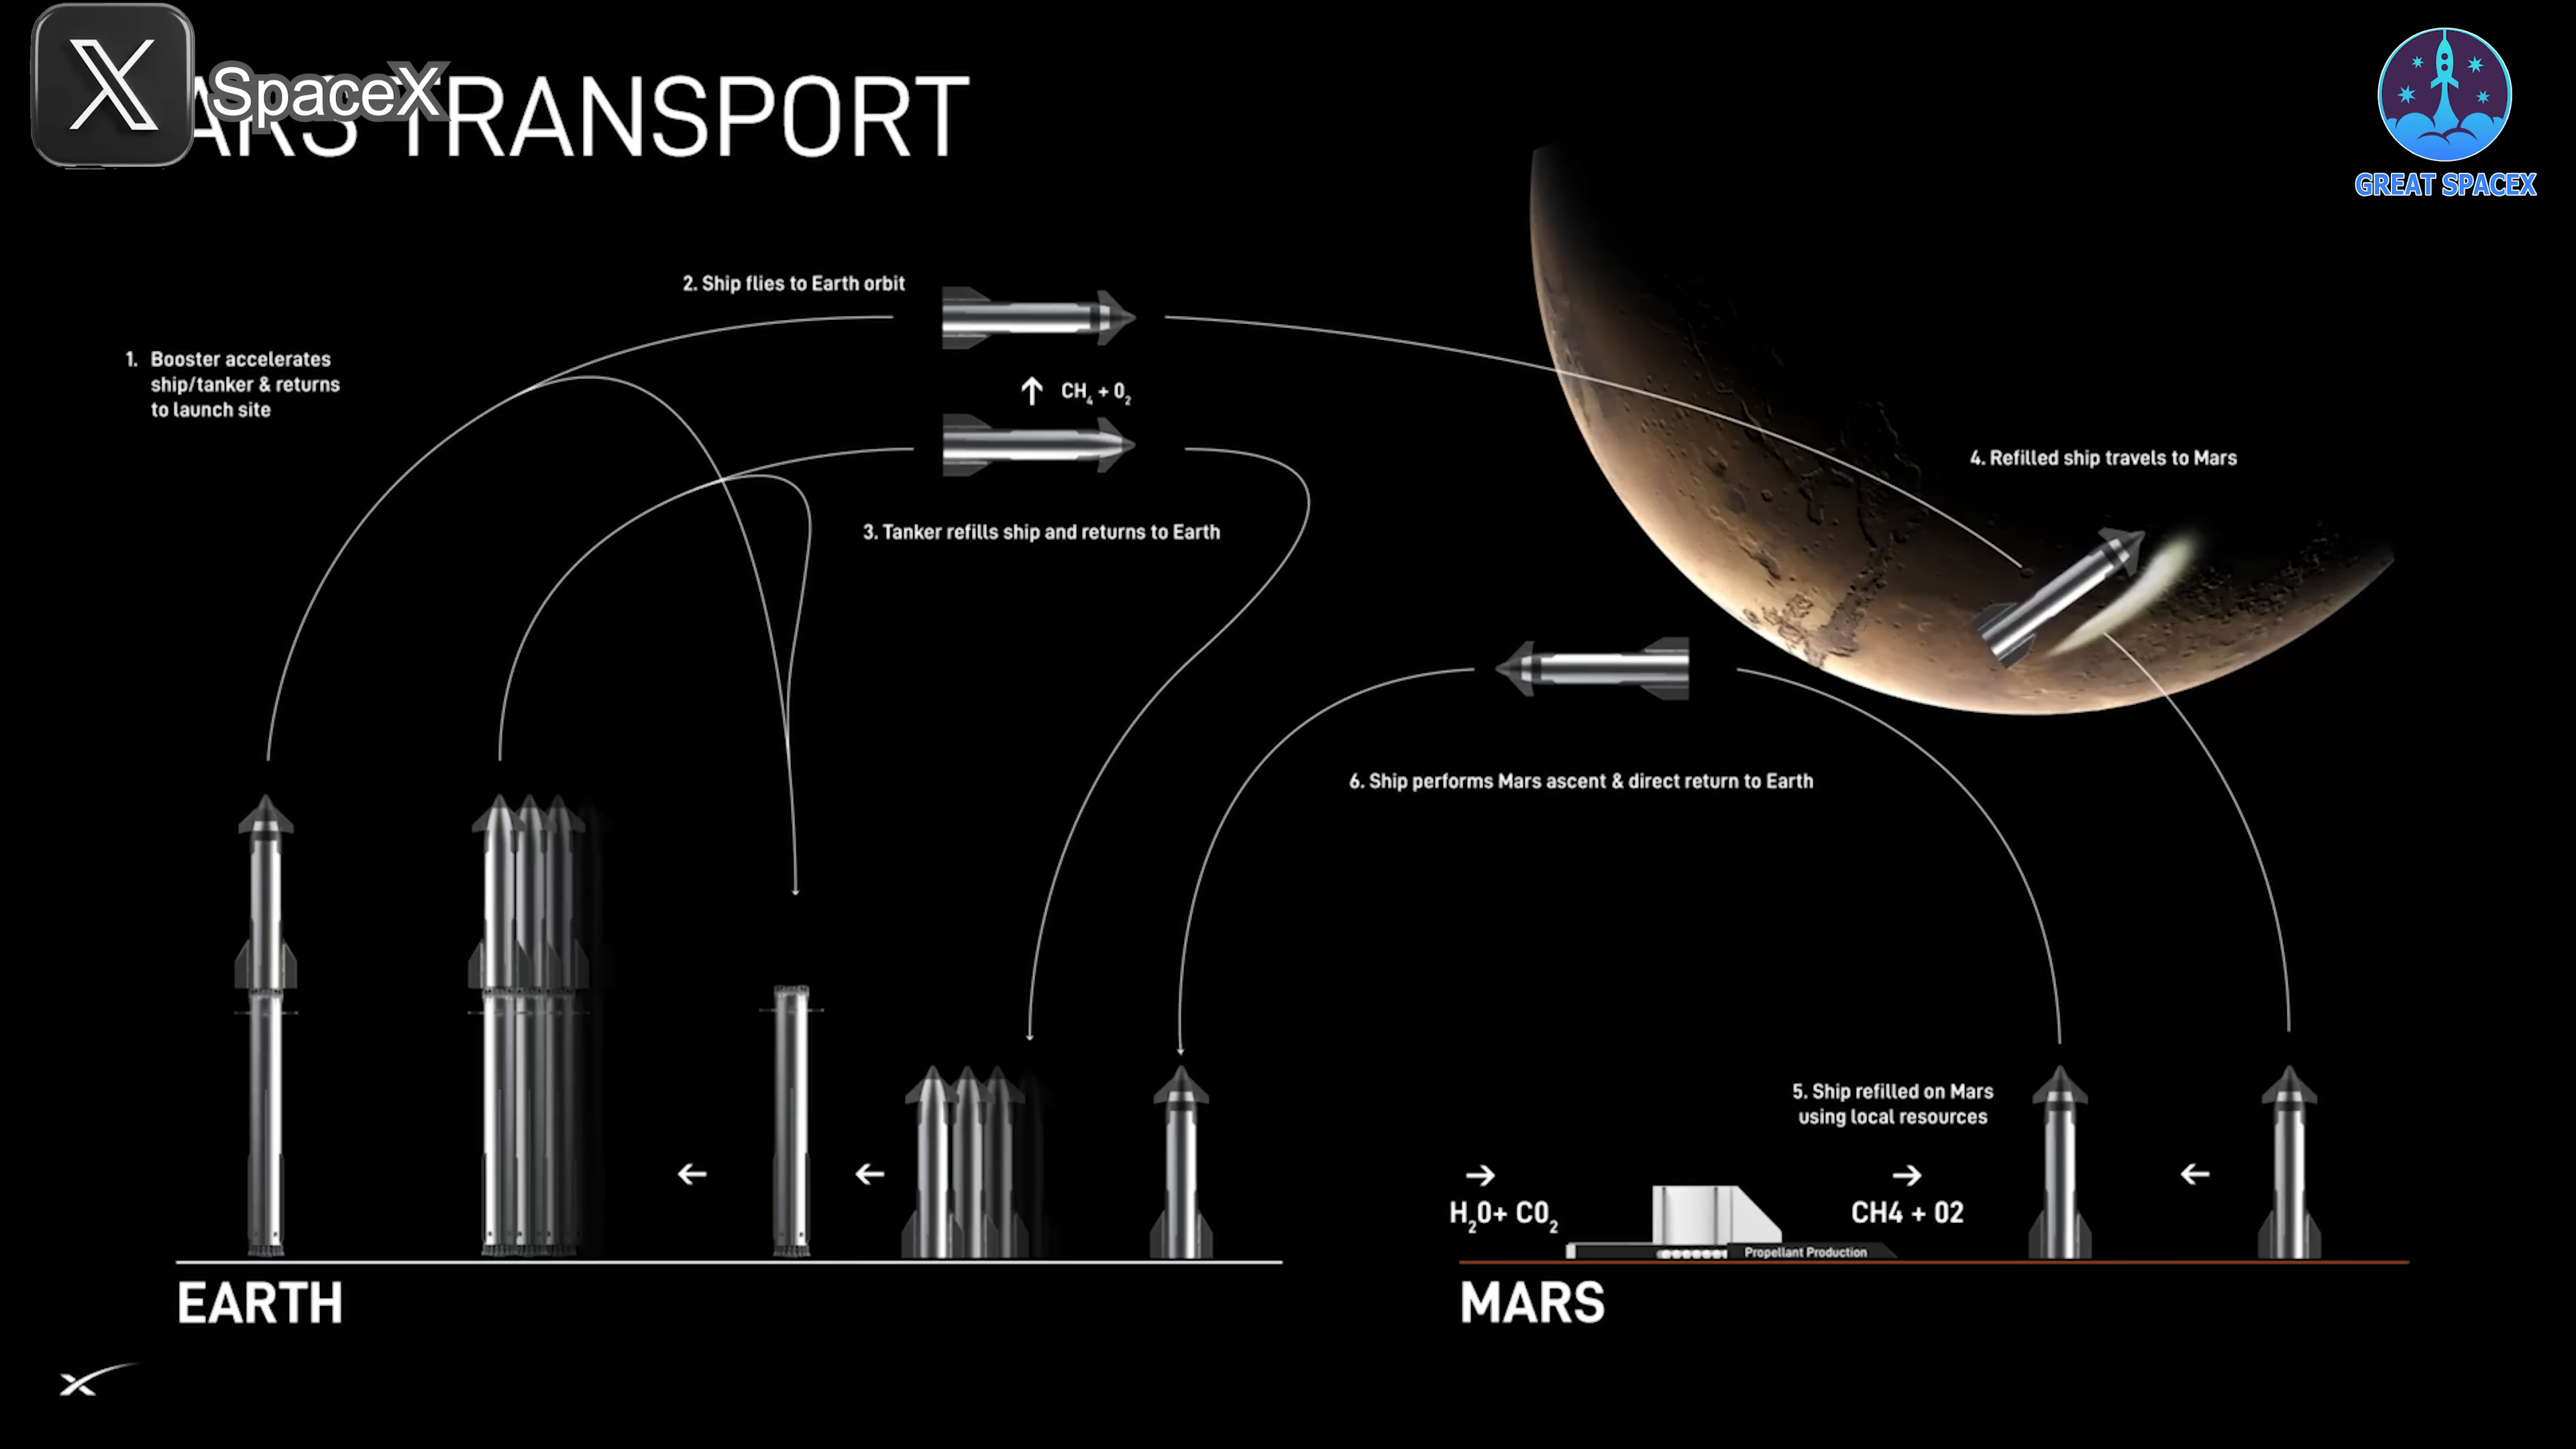 SpaceX
ARS TRANSPORT
GREAT SPACEX
2. Ship flies to Earth orbit
1. Booster accelerates
ship/tanker & returns
to launch site
CH₄ + O₂
3. Tanker refills ship and returns to Earth
4. Refilled ship travels to Mars
6. Ship performs Mars ascent & direct return to Earth
5. Ship refilled on Mars
using local resources
H₂O+ CO₂
CH4 + O2
Propellant Production
EARTH
MARS